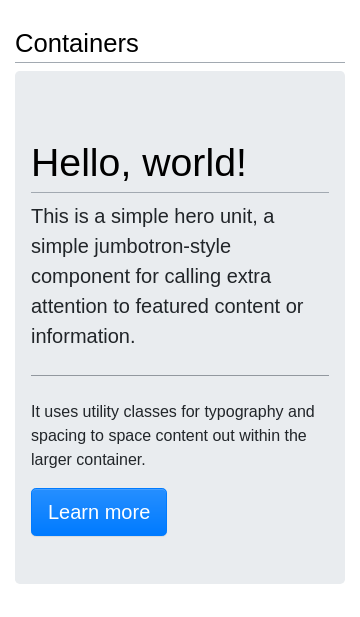 Containers
Hello, world!
This is a simple hero unit, a
simple jumbotron-style
component for calling extra
attention to featured content or
information.
It uses utility classes for typography and
spacing to space content out within the
larger container.
Learn more